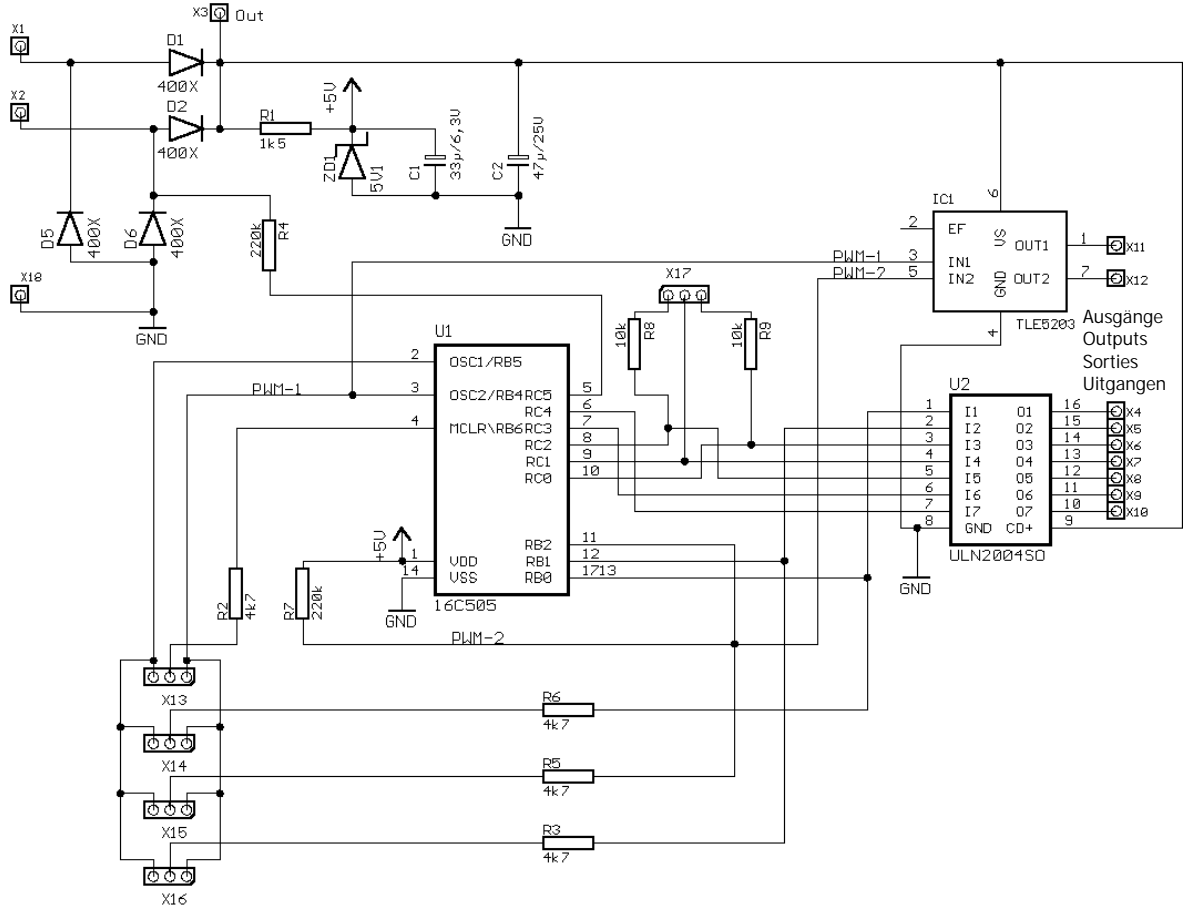 X3 Out
X1
D1
400X
X2
D2
400X
R1
1k5
+5V
ZD1
5V1
C1
33µ/6,3V
C2
47µ/25V
GND
D5
400X
D6
400X
220k
R4
X18
GND
IC1
2 EF
6
VS
OUT1 1 X11
PWM-1 3 IN1
PWM-2 5 IN2
GND
OUT2 7 X12
4
TLE5203
Ausgänge
Outputs
Sorties
Uitgangen
X17
10k
R8
10k
R9
U1
2 OSC1/RB5
PWM-1 3 OSC2/RB4 RC5 5
RC4 6
4 MCLR\RB6 RC3 7
RC2 8
RC1 9
RC0 10
RB2 11
+5V
1 VDD RB1 12
14 VSS RB0 1713
GND
16C505
U2
1 I1 O1 16 X4
2 I2 O2 15 X5
3 I3 O3 14 X6
4 I4 O4 13 X7
5 I5 O5 12 X8
6 I6 O6 11 X9
7 I7 O7 10 X10
8 GND CD+ 9
ULN2004SO
GND
R2
4k7
R7
220k
PWM-2
X13
R6
4k7
X14
R5
4k7
X15
R3
4k7
X16